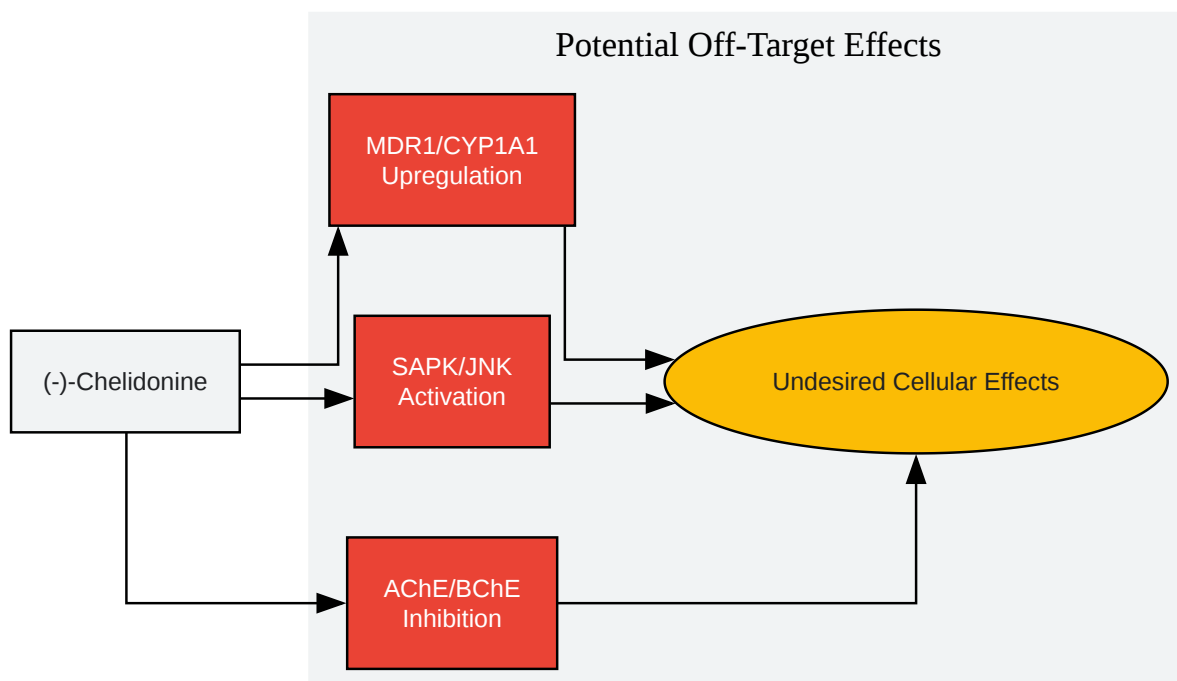 Potential Off-Target Effects
MDR1/CYP1A1
Upregulation
(-)-Chelidonine
SAPK/JNK
Activation
Undesired Cellular Effects
AChE/BChE
Inhibition